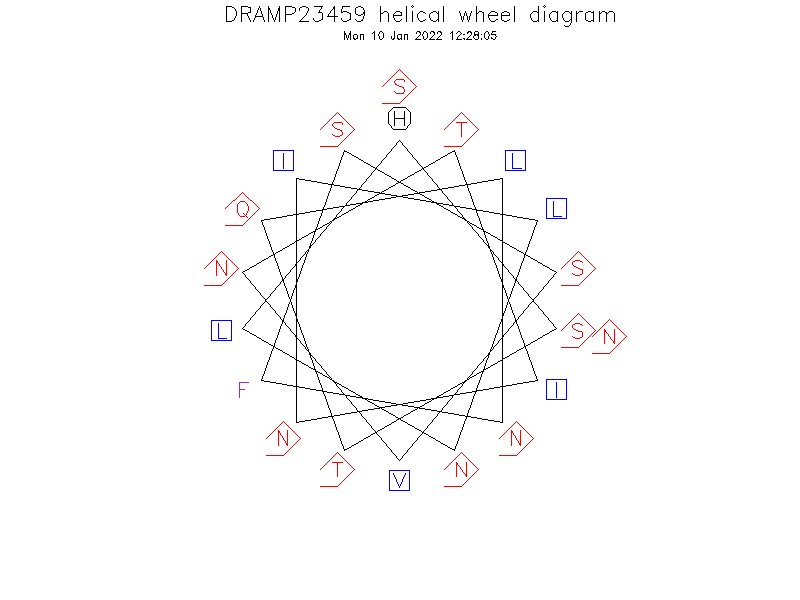 DRAMP23459 helical wheel diagram
Mon 10 Jan 2022 12:28:05
S
H
S T
I L
Q L
N S
L S N
F I
N N
T N
V